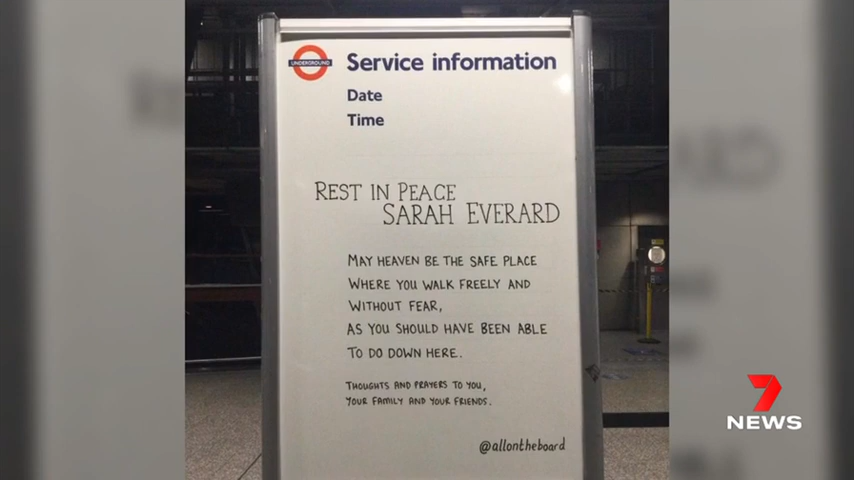 UNDERGROUND
Service information
Date
Time
REST IN PEACE
SARAH EVERARD
MAY HEAVEN BE THE SAFE PLACE
WHERE YOU WALK FREELY AND
WITHOUT FEAR,
AS YOU SHOULD HAVE BEEN ABLE
TO DO DOWN HERE.
THOUGHTS AND PRAYERS TO YOU,
YOUR FAMILY AND YOUR FRIENDS.
@allontheboard
7
NEWS